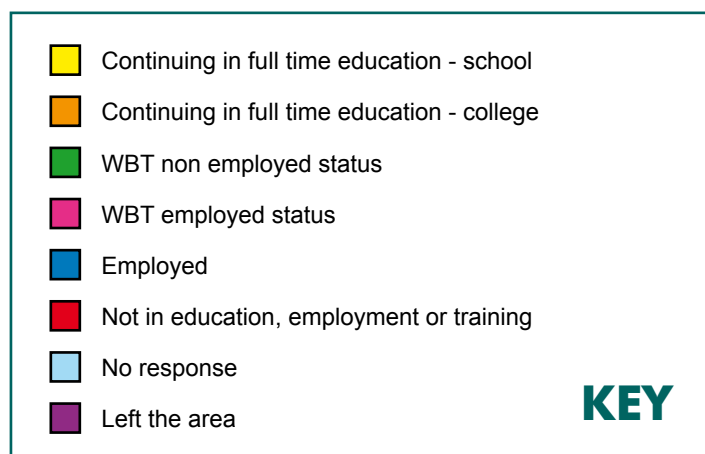 Continuing in full time education - school
Continuing in full time education - college
WBT non employed status
WBT employed status
Employed
Not in education, employment or training
No response
Left the area
KEY